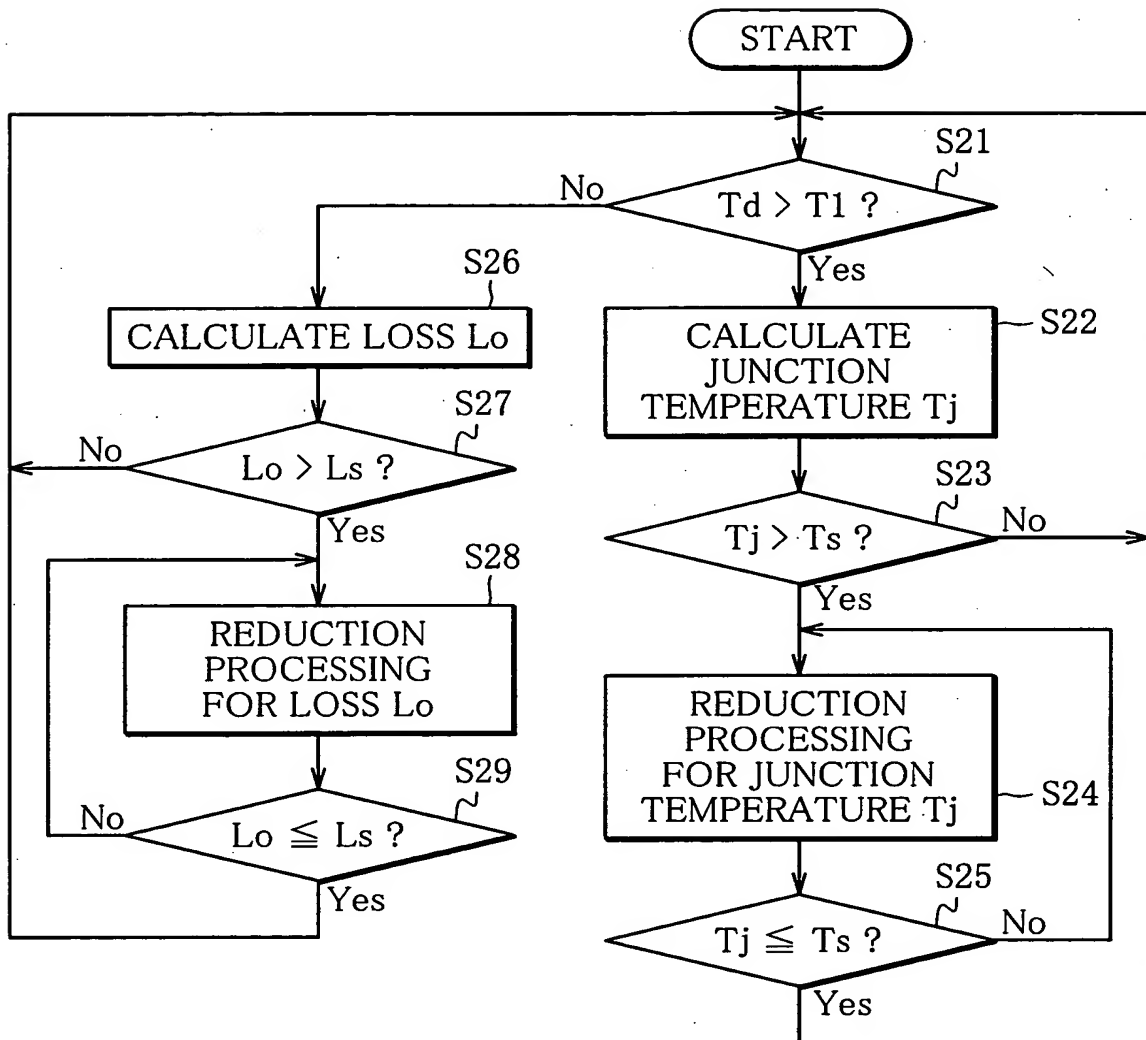 START
S21
Td > T1 ?
No
Yes
S26
CALCULATE LOSS Lo
S22
CALCULATE
JUNCTION
TEMPERATURE Tj
S27
Lo > Ls ?
No
Yes
S23
Tj > Ts ?
No
Yes
S28
REDUCTION
PROCESSING
FOR LOSS Lo
REDUCTION
PROCESSING
FOR JUNCTION
TEMPERATURE Tj
S24
S29
Lo ≦ Ls ?
No
Yes
S25
Tj ≦ Ts ?
No
Yes